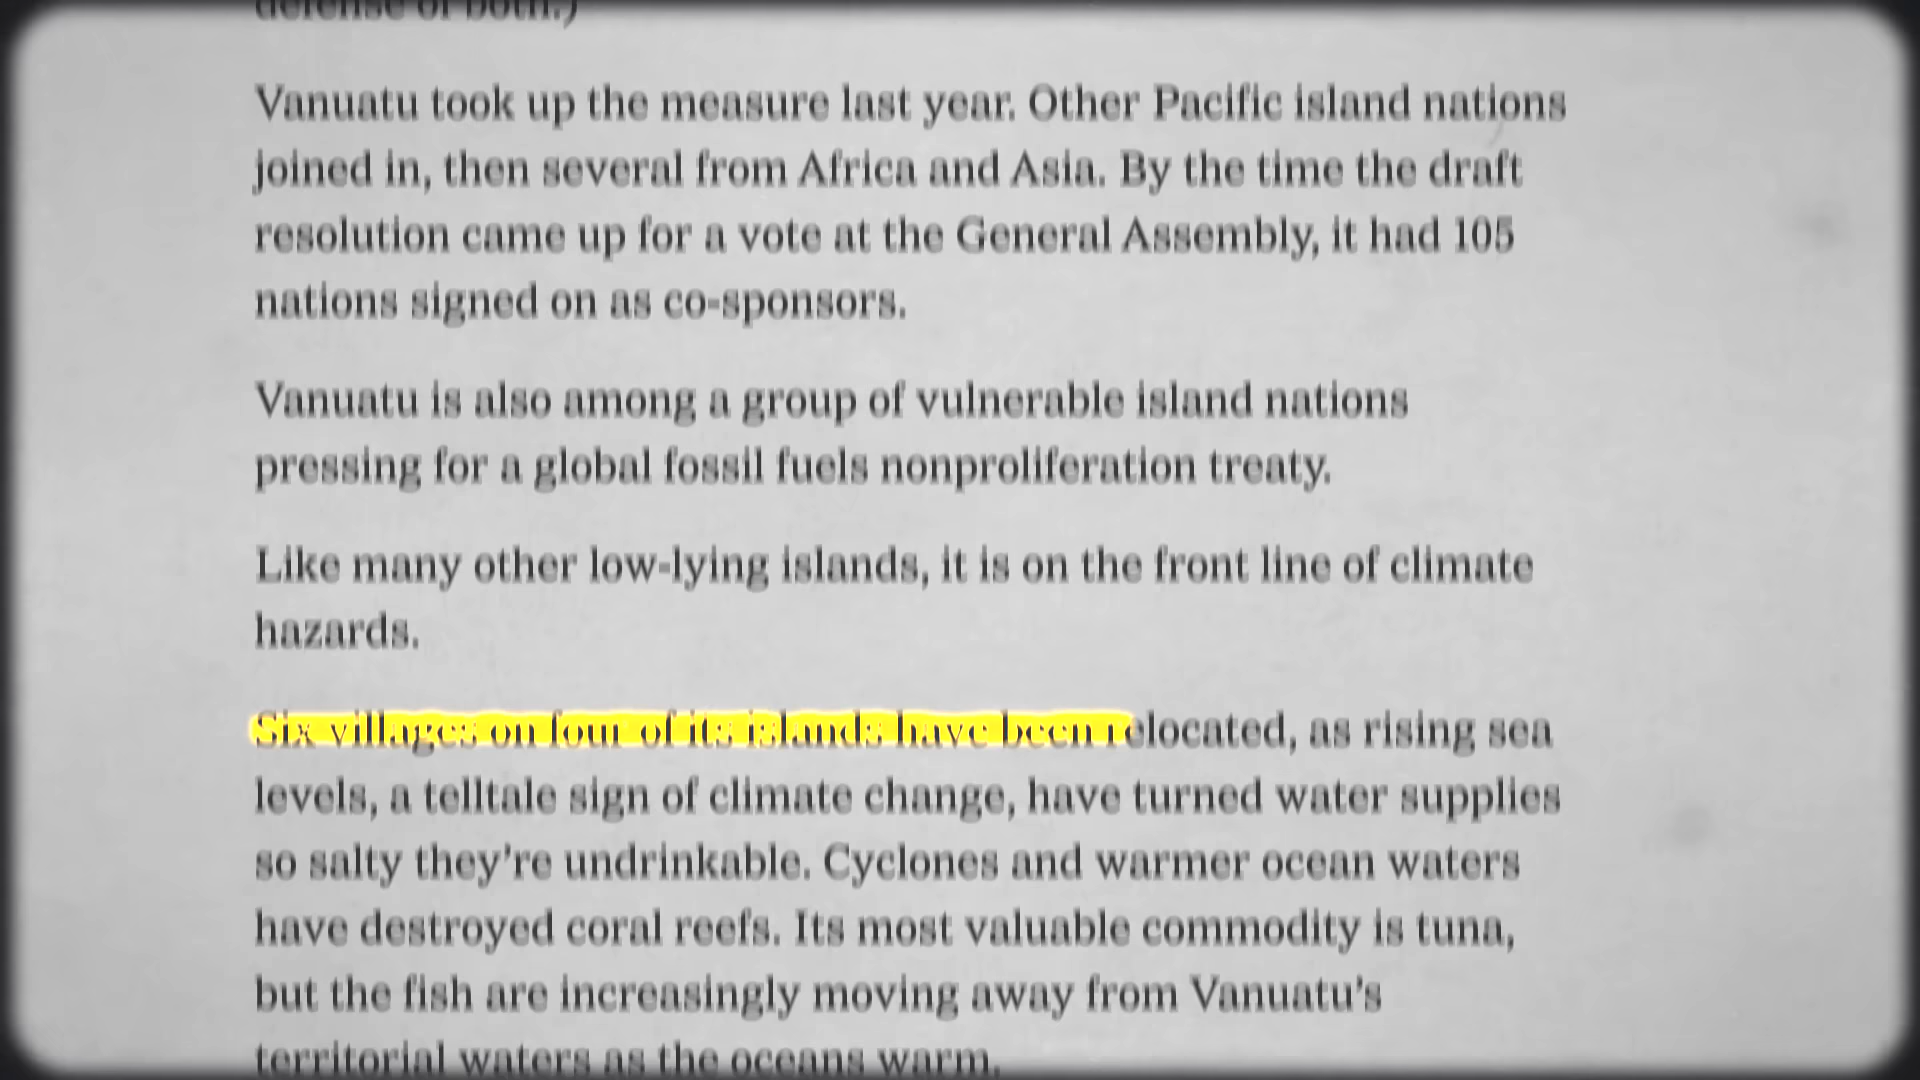 defense of both.)
Vanuatu took up the measure last year. Other Pacific island nations
joined in, then several from Africa and Asia. By the time the draft
resolution came up for a vote at the General Assembly, it had 105
nations signed on as co-sponsors.
Vanuatu is also among a group of vulnerable island nations
pressing for a global fossil fuels nonproliferation treaty.
Like many other low-lying islands, it is on the front line of climate
hazards.
Six villages on four of its islands have been relocated, as rising sea
levels, a telltale sign of climate change, have turned water supplies
so salty they’re undrinkable. Cyclones and warmer ocean waters
have destroyed coral reefs. Its most valuable commodity is tuna,
but the fish are increasingly moving away from Vanuatu’s
territorial waters as the oceans warm.